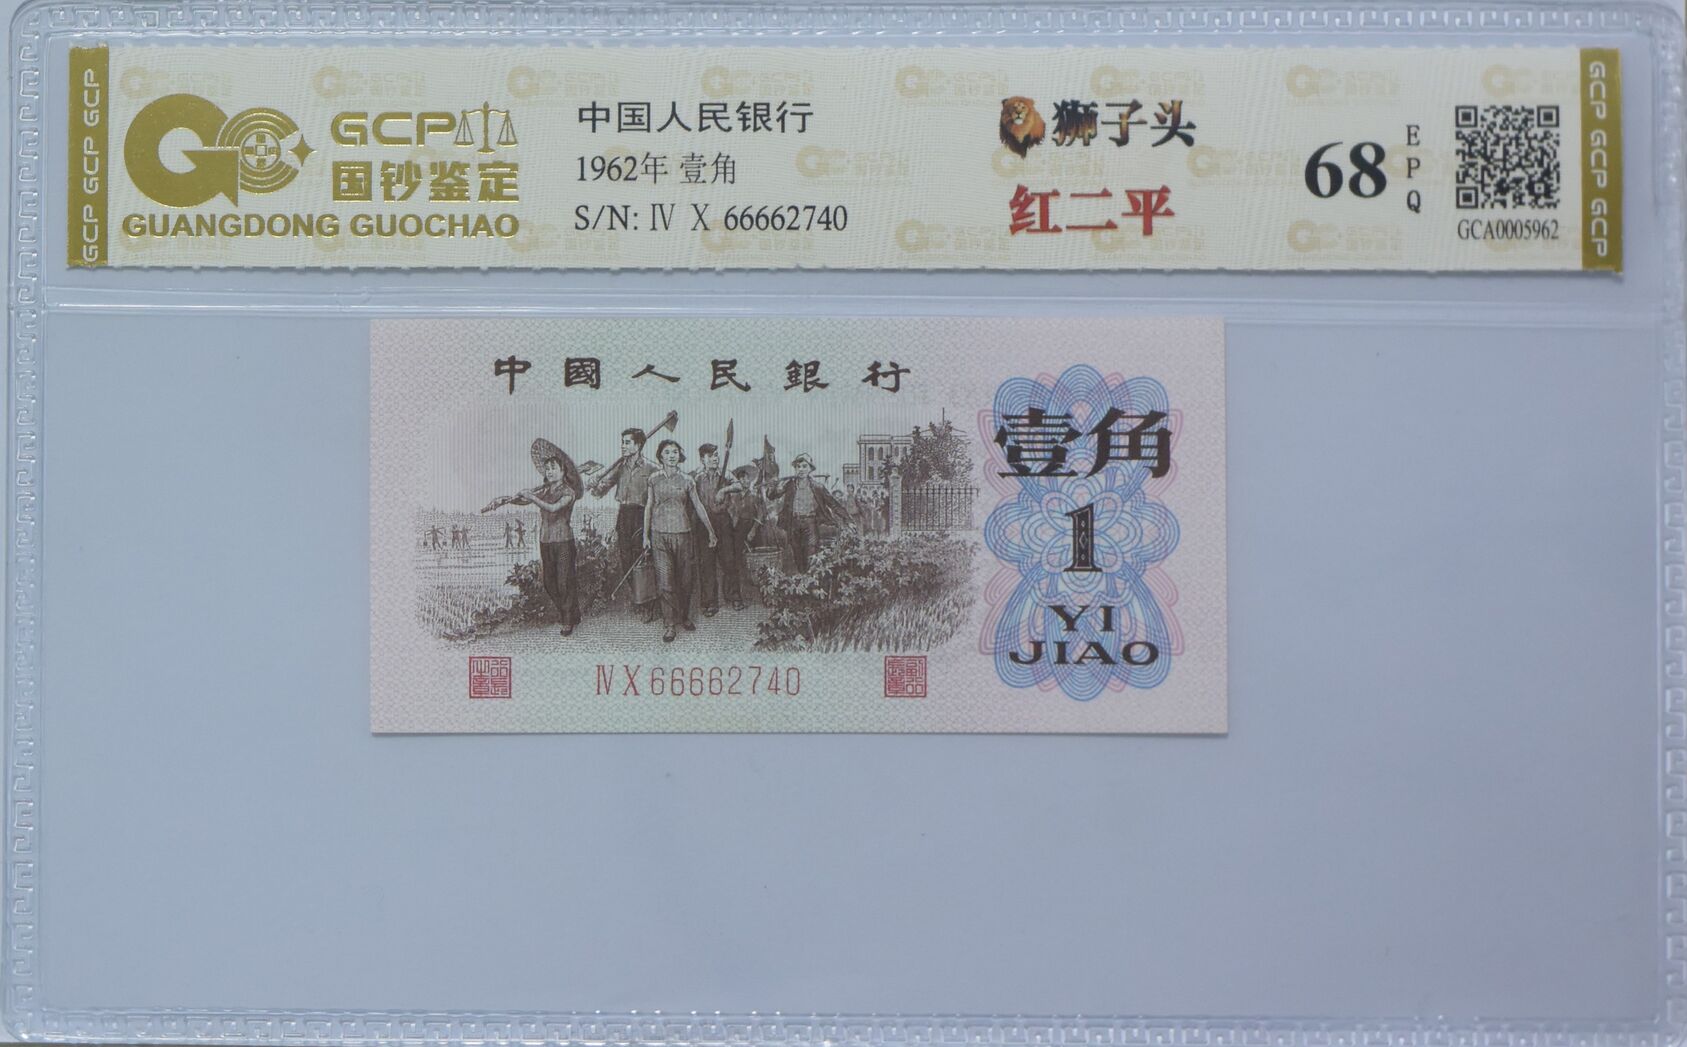 GCP GCP GCP
GCP
国钞鉴定
GUANGDONG GUOCHAO
中国人民银行
1962年 壹角
S/N: Ⅳ Ⅹ 66662740
狮子头
红二平
68
EPQ
GCA0005962
GCP GCP GCP
中國人民銀行
壹角
1
YI
JIAO
ⅣⅩ66662740